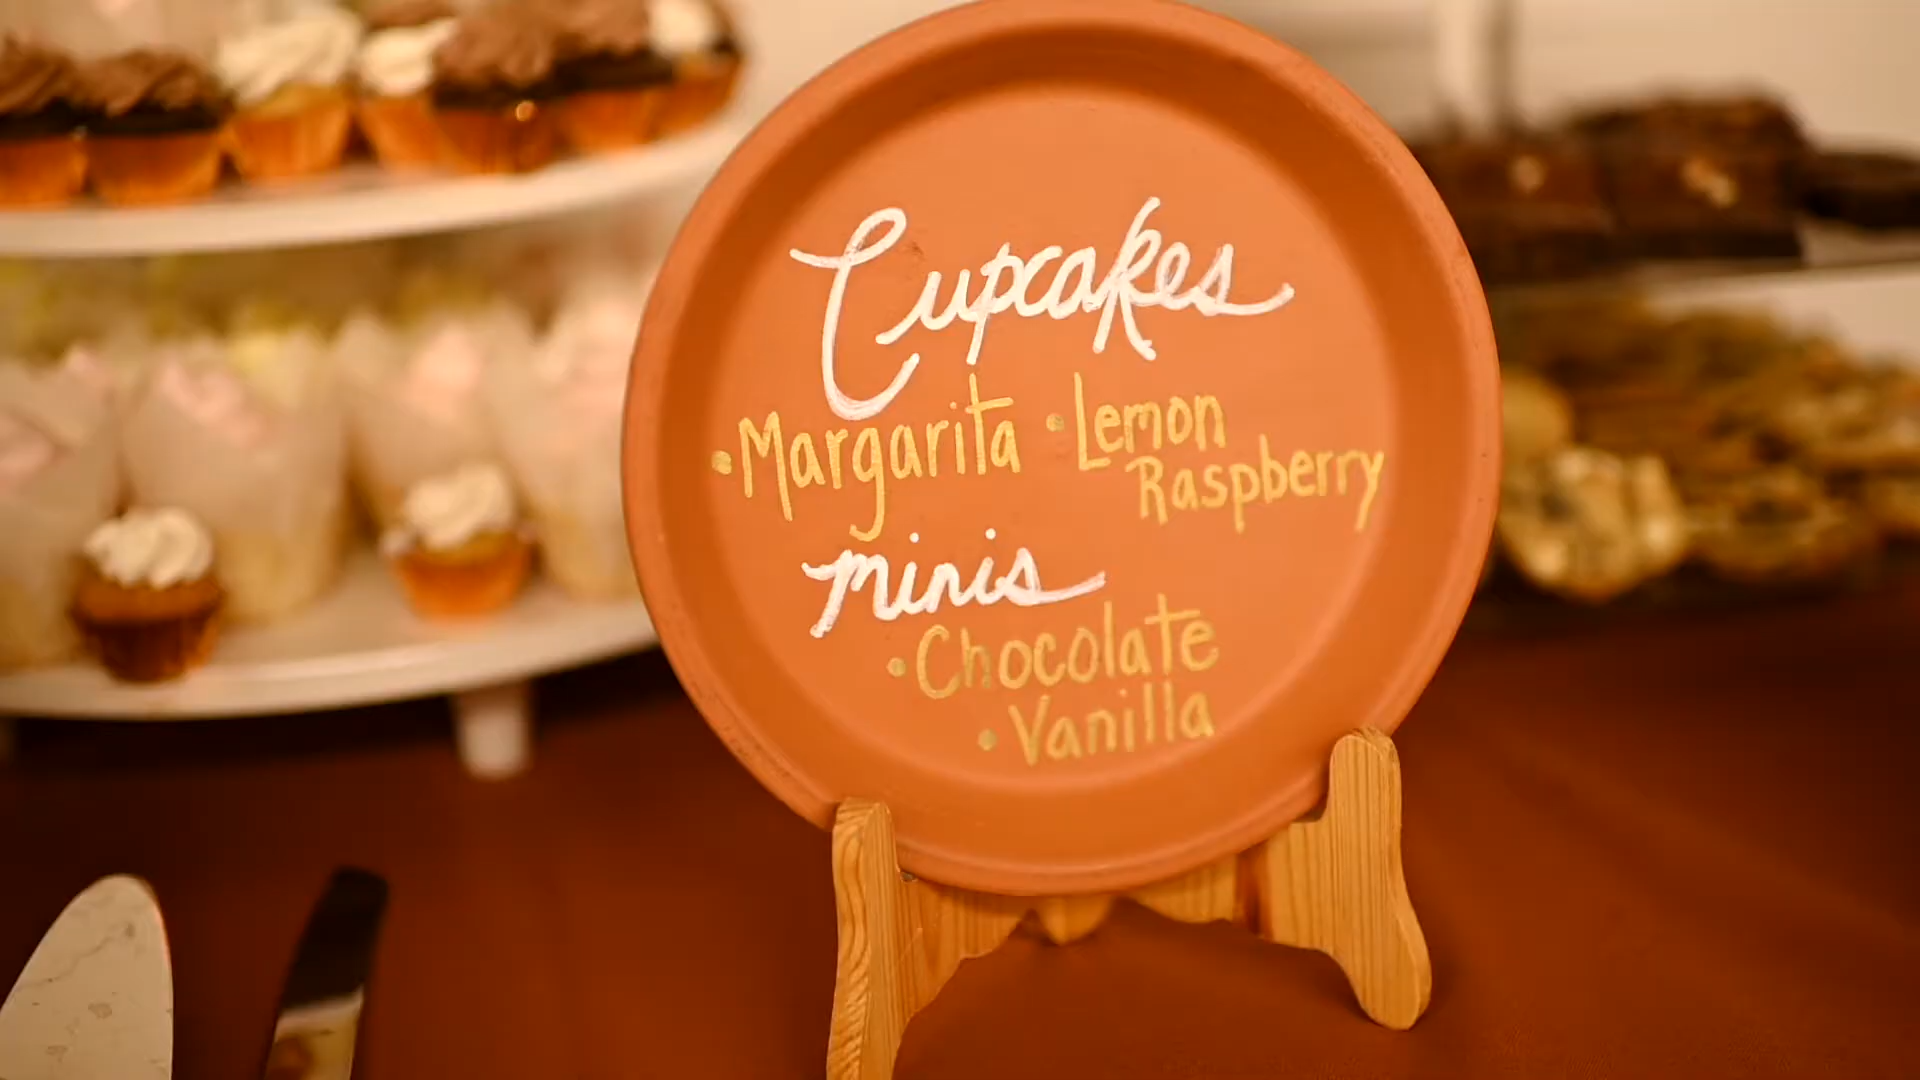 Cupcakes
•Margarita •Lemon
Raspberry
minis
•Chocolate
•Vanilla